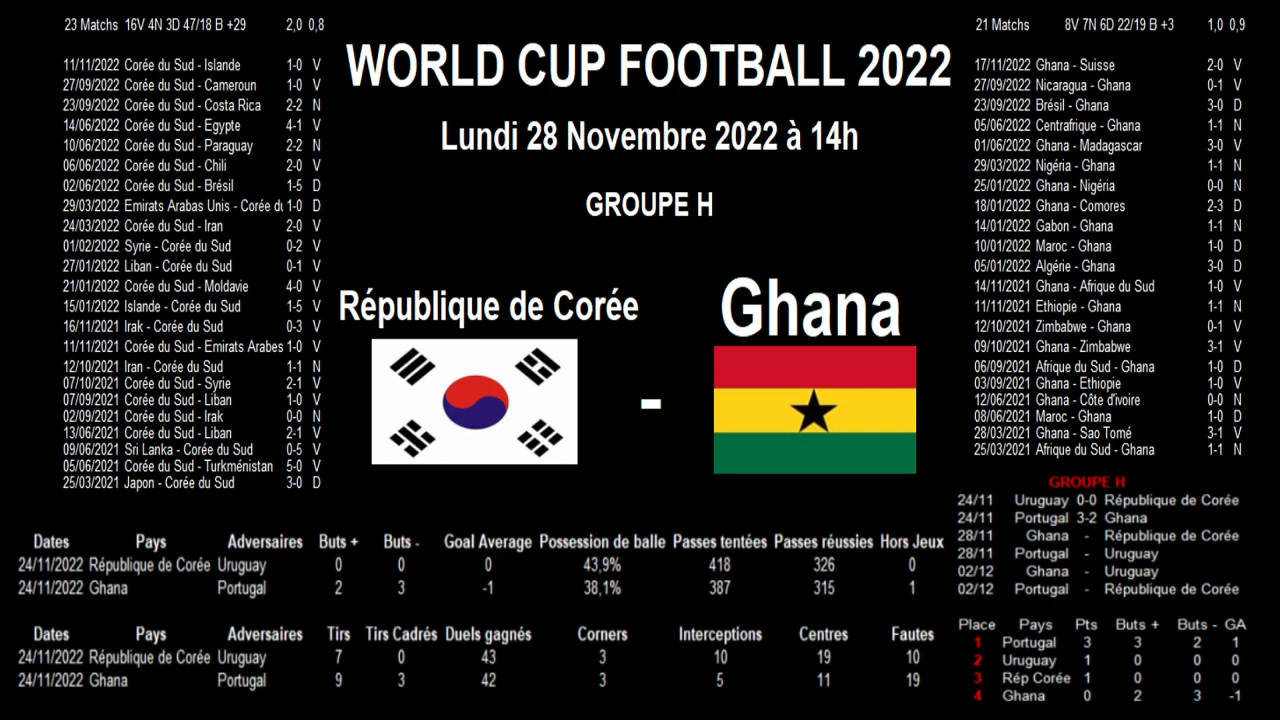 23 Matchs 16V 4N 3D 47/18 B +29 2,0 0,8
11/11/2022 Corée du Sud - Islande 1-0 V
27/09/2022 Corée du Sud - Cameroun 1-0 V
23/09/2022 Corée du Sud - Costa Rica 2-2 N
14/06/2022 Corée du Sud - Egypte 4-1 V
10/06/2022 Corée du Sud - Paraguay 2-2 N
06/06/2022 Corée du Sud - Chili 2-0 V
02/06/2022 Corée du Sud - Brésil 1-5 D
29/03/2022 Emirats Arabas Unis - Corée du 1-0 D
24/03/2022 Corée du Sud - Iran 2-0 V
01/02/2022 Syrie - Corée du Sud 0-2 V
27/01/2022 Liban - Corée du Sud 0-1 V
21/01/2022 Corée du Sud - Moldavie 4-0 V
15/01/2022 Islande - Corée du Sud 1-5 V
16/11/2021 Irak - Corée du Sud 0-3 V
11/11/2021 Corée du Sud - Emirats Arabes 1-0 V
12/10/2021 Iran - Corée du Sud 1-1 N
07/10/2021 Corée du Sud - Syrie 2-1 V
07/09/2021 Corée du Sud - Liban 1-0 V
02/09/2021 Corée du Sud - Irak 0-0 N
13/06/2021 Corée du Sud - Liban 2-1 V
09/06/2021 Sri Lanka - Corée du Sud 0-5 V
05/06/2021 Corée du Sud - Turkménistan 5-0 V
25/03/2021 Japon - Corée du Sud 3-0 D
WORLD CUP FOOTBALL 2022
Lundi 28 Novembre 2022 à 14h
GROUPE H
République de Corée - Ghana
21 Matchs 8V 7N 6D 22/19 B +3 1,0 0,9
17/11/2022 Ghana - Suisse 2-0 V
27/09/2022 Nicaragua - Ghana 0-1 V
23/09/2022 Brésil - Ghana 3-0 D
05/06/2022 Centrafrique - Ghana 1-1 N
01/06/2022 Ghana - Madagascar 3-0 V
29/03/2022 Nigéria - Ghana 1-1 N
25/01/2022 Ghana - Nigéria 0-0 N
18/01/2022 Ghana - Comores 2-3 D
14/01/2022 Gabon - Ghana 1-1 N
10/01/2022 Maroc - Ghana 1-0 D
05/01/2022 Algérie - Ghana 3-0 D
14/11/2021 Ghana - Afrique du Sud 1-0 V
11/11/2021 Ethiopie - Ghana 1-1 N
12/10/2021 Zimbabwe - Ghana 0-1 V
09/10/2021 Ghana - Zimbabwe 3-1 V
06/09/2021 Afrique du Sud - Ghana 1-0 D
03/09/2021 Ghana - Ethiopie 1-0 V
12/06/2021 Ghana - Côte d'ivoire 0-0 N
08/06/2021 Maroc - Ghana 1-0 D
28/03/2021 Ghana - Sao Tomé 3-1 V
25/03/2021 Afrique du Sud - Ghana 1-1 N
GROUPE H
24/11 Uruguay 0-0 République de Corée
24/11 Portugal 3-2 Ghana
28/11 Ghana - République de Corée
28/11 Portugal - Uruguay
02/12 Ghana - Uruguay
02/12 Portugal - République de Corée
Dates Pays Adversaires Buts + Buts - Goal Average Possession de balle Passes tentées Passes réussies Hors Jeux
24/11/2022 République de Corée Uruguay 0 0 0 43,9% 418 326 0
24/11/2022 Ghana Portugal 2 3 -1 38,1% 387 315 1
Dates Pays Adversaires Tirs Tirs Cadrés Duels gagnés Corners Interceptions Centres Fautes
24/11/2022 République de Corée Uruguay 7 0 43 3 10 19 10
24/11/2022 Ghana Portugal 9 3 42 3 5 11 19
Place Pays Pts Buts + Buts - GA
1 Portugal 3 3 2 1
2 Uruguay 1 0 0 0
3 Rép Corée 1 0 0 0
4 Ghana 0 2 3 -1